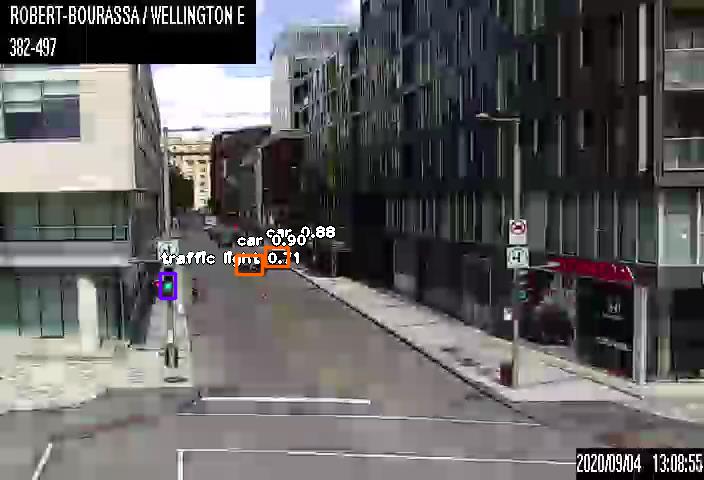 ROBERT-BOURASSA / WELLINGTON E
382-497
car 0.88
car 0.90
traffic light 0.71
2020/09/04 13:08:55